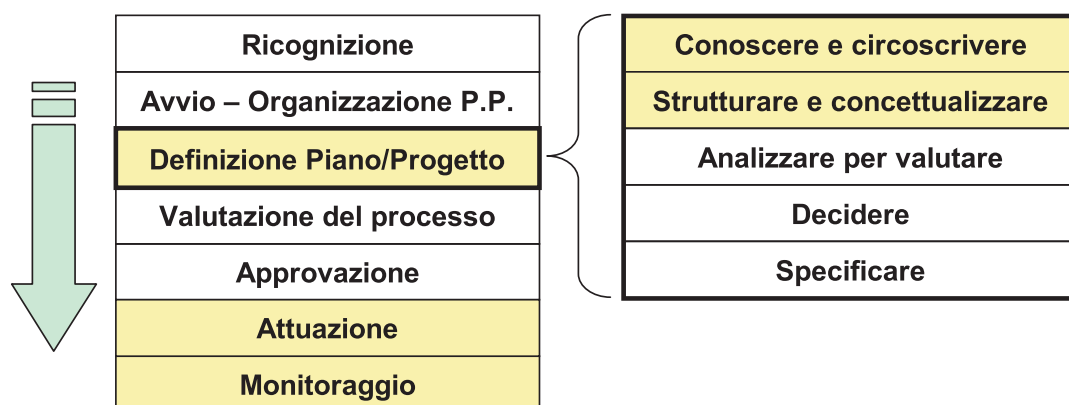 Ricognizione
Avvio – Organizzazione P.P.
Definizione Piano/Progetto
Valutazione del processo
Approvazione
Attuazione
Monitoraggio
Conoscere e circoscrivere
Strutturare e concettualizzare
Analizzare per valutare
Decidere
Specificare